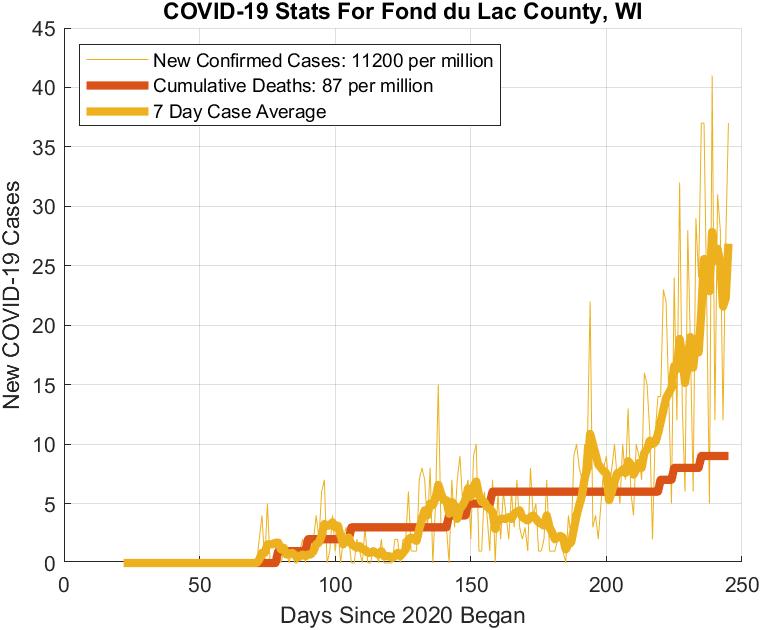 COVID-19 Stats For Fond du Lac County, WI
New Confirmed Cases: 11200 per million
Cumulative Deaths: 87 per million
7 Day Case Average
New COVID-19 Cases
45
40
35
30
25
20
15
10
5
0
0 50 100 150 200 250
Days Since 2020 Began